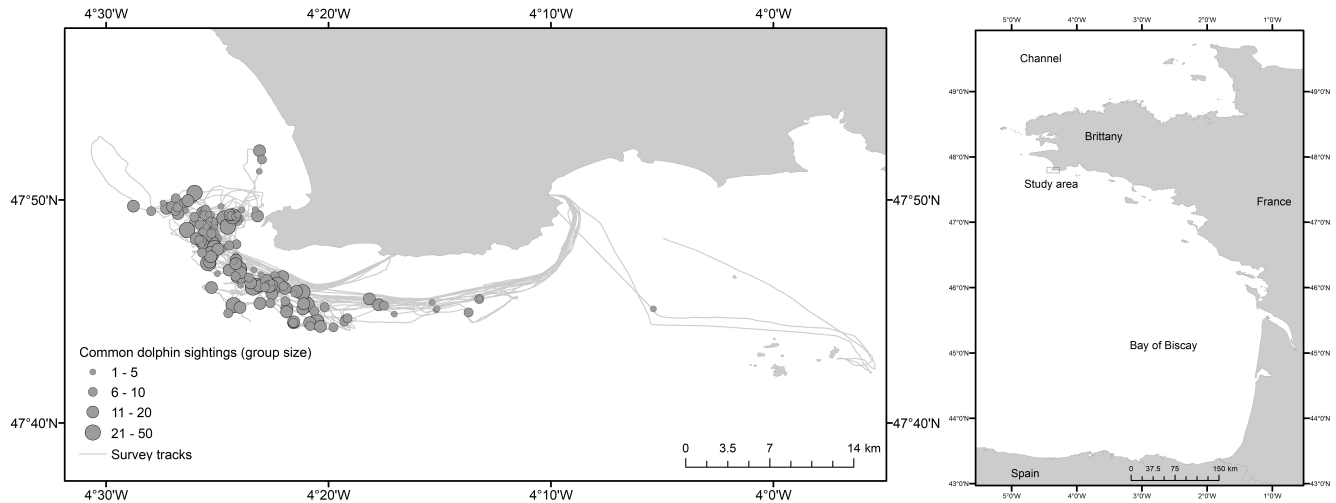 4°30'W 4°20'W 4°10'W 4°0'W
47°50'N 47°50'N
47°40'N 47°40'N
Common dolphin sightings (group size)
1 - 5
6 - 10
11 - 20
21 - 50
Survey tracks
0 3.5 7 14 km
4°30'W 4°20'W 4°10'W 4°0'W
5°0'W 4°0'W 3°0'W 2°0'W 1°0'W
Channel
49°0'N 49°0'N
Brittany
48°0'N 48°0'N
Study area
France
47°0'N 47°0'N
46°0'N 46°0'N
Bay of Biscay
45°0'N 45°0'N
44°0'N 44°0'N
Spain
0 37.5 75 150 km
43°0'N 43°0'N
5°0'W 4°0'W 3°0'W 2°0'W 1°0'W